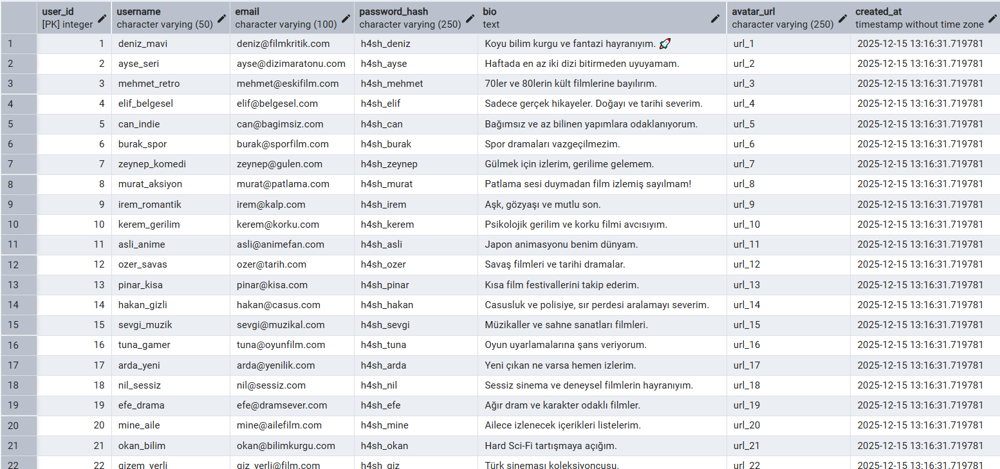 user_id username email password_hash bio avatar_url created_at
[PK] integer character varying (50) character varying (100) character varying (250) text character varying (250) timestamp without time zone
1 1 deniz_mavi deniz@filmkritik.com h4sh_deniz Koyu bilim kurgu ve fantazi hayranıyım. 🚀 url_1 2025-12-15 13:16:31.719781
2 2 ayse_seri ayse@dizimaratonu.com h4sh_ayse Haftada en az iki dizi bitirmeden uyuyamam. url_2 2025-12-15 13:16:31.719781
3 3 mehmet_retro mehmet@eskifilm.com h4sh_mehmet 70ler ve 80lerin kült filmlerine bayılırım. url_3 2025-12-15 13:16:31.719781
4 4 elif_belgesel elif@belgesel.com h4sh_elif Sadece gerçek hikayeler. Doğayı ve tarihi severim. url_4 2025-12-15 13:16:31.719781
5 5 can_indie can@bagimsiz.com h4sh_can Bağımsız ve az bilinen yapımlara odaklanıyorum. url_5 2025-12-15 13:16:31.719781
6 6 burak_spor burak@sporfilm.com h4sh_burak Spor dramaları vazgeçilmezim. url_6 2025-12-15 13:16:31.719781
7 7 zeynep_komedi zeynep@gulen.com h4sh_zeynep Gülmek için izlerim, gerilime gelemem. url_7 2025-12-15 13:16:31.719781
8 8 murat_aksiyon murat@patlama.com h4sh_murat Patlama sesi duymadan film izlemiş sayılmam! url_8 2025-12-15 13:16:31.719781
9 9 irem_romantik irem@kalp.com h4sh_irem Aşk, gözyaşı ve mutlu son. url_9 2025-12-15 13:16:31.719781
10 10 kerem_gerilim kerem@korku.com h4sh_kerem Psikolojik gerilim ve korku filmi avcısıyım. url_10 2025-12-15 13:16:31.719781
11 11 asli_anime asli@animefan.com h4sh_asli Japon animasyonu benim dünyam. url_11 2025-12-15 13:16:31.719781
12 12 ozer_savas ozer@tarih.com h4sh_ozer Savaş filmleri ve tarihi dramalar. url_12 2025-12-15 13:16:31.719781
13 13 pinar_kisa pinar@kisa.com h4sh_pinar Kısa film festivallerini takip ederim. url_13 2025-12-15 13:16:31.719781
14 14 hakan_gizli hakan@casus.com h4sh_hakan Casusluk ve polisiye, sır perdesi aralamayı severim. url_14 2025-12-15 13:16:31.719781
15 15 sevgi_muzik sevgi@muzikal.com h4sh_sevgi Müzikaller ve sahne sanatları filmleri. url_15 2025-12-15 13:16:31.719781
16 16 tuna_gamer tuna@oyunfilm.com h4sh_tuna Oyun uyarlamalarına şans veriyorum. url_16 2025-12-15 13:16:31.719781
17 17 arda_yeni arda@yenilik.com h4sh_arda Yeni çıkan ne varsa hemen izlerim. url_17 2025-12-15 13:16:31.719781
18 18 nil_sessiz nil@sessiz.com h4sh_nil Sessiz sinema ve deneysel filmlerin hayranıyım. url_18 2025-12-15 13:16:31.719781
19 19 efe_drama efe@dramsever.com h4sh_efe Ağır dram ve karakter odaklı filmler. url_19 2025-12-15 13:16:31.719781
20 20 mine_aile mine@ailefilm.com h4sh_mine Ailece izlenecek içerikleri listelerim. url_20 2025-12-15 13:16:31.719781
21 21 okan_bilim okan@bilimkurgu.com h4sh_okan Hard Sci-Fi tartışmaya açığım. url_21 2025-12-15 13:16:31.719781
22 22 gizem_yerli giz_yerli@film.com h4sh_giz Türk sineması koleksiyoncusu. url_22 2025-12-15 13:16:31.719781